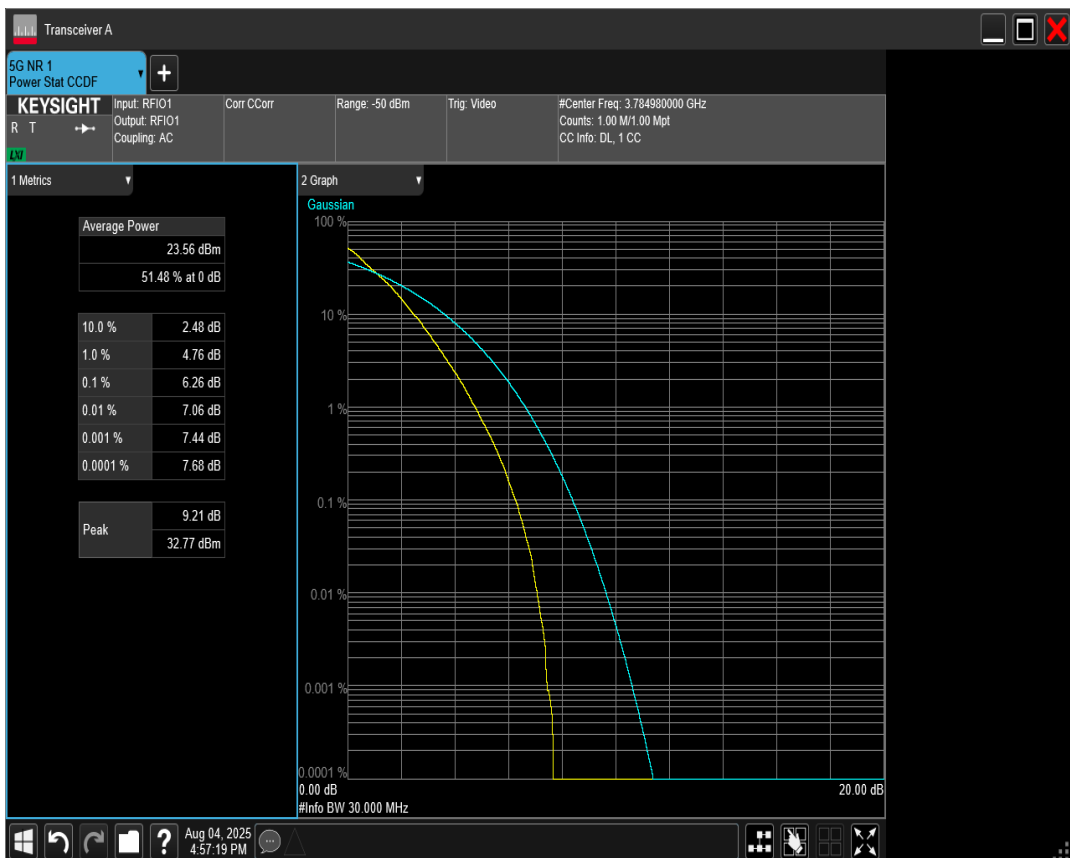 Transceiver A
5G NR 1
Power Stat CCDF
+
KEYSIGHT
R T
LXI
Input: RFIO1
Output: RFIO1
Coupling: AC
Corr CCorr
Range: -50 dBm
Trig: Video
#Center Freq: 3.784980000 GHz
Counts: 1.00 M/1.00 Mpt
CC Info: DL, 1 CC
1 Metrics
Average Power
23.56 dBm
51.48 % at 0 dB
10.0 % 2.48 dB
1.0 % 4.76 dB
0.1 % 6.26 dB
0.01 % 7.06 dB
0.001 % 7.44 dB
0.0001 % 7.68 dB
Peak
9.21 dB
32.77 dBm
2 Graph
Gaussian
100 %
10 %
1 %
0.1 %
0.01 %
0.001 %
0.0001 %
0.00 dB 20.00 dB
#Info BW 30.000 MHz
?
Aug 04, 2025
4:57:19 PM